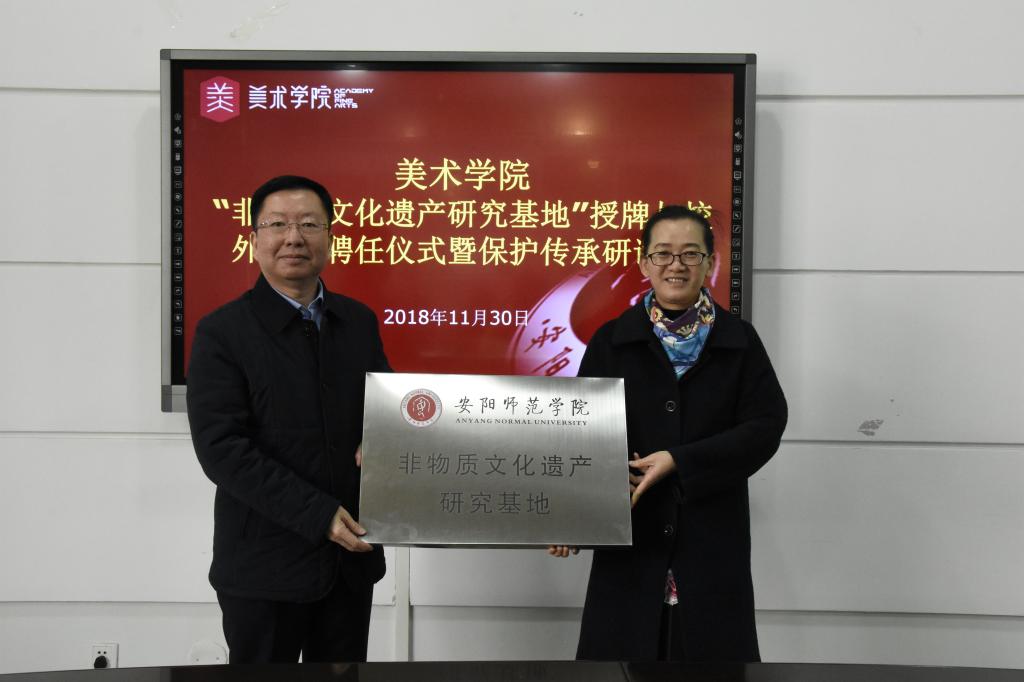 美 美术学院 ACADEMY OF FINE ARTS
美术学院
“非 文化遗产研究基地”授牌
外 聘任仪式暨保护传承研
2018年11月30日
安阳师范学院
ANYANG NORMAL UNIVERSITY
非物质文化遗产
研究基地